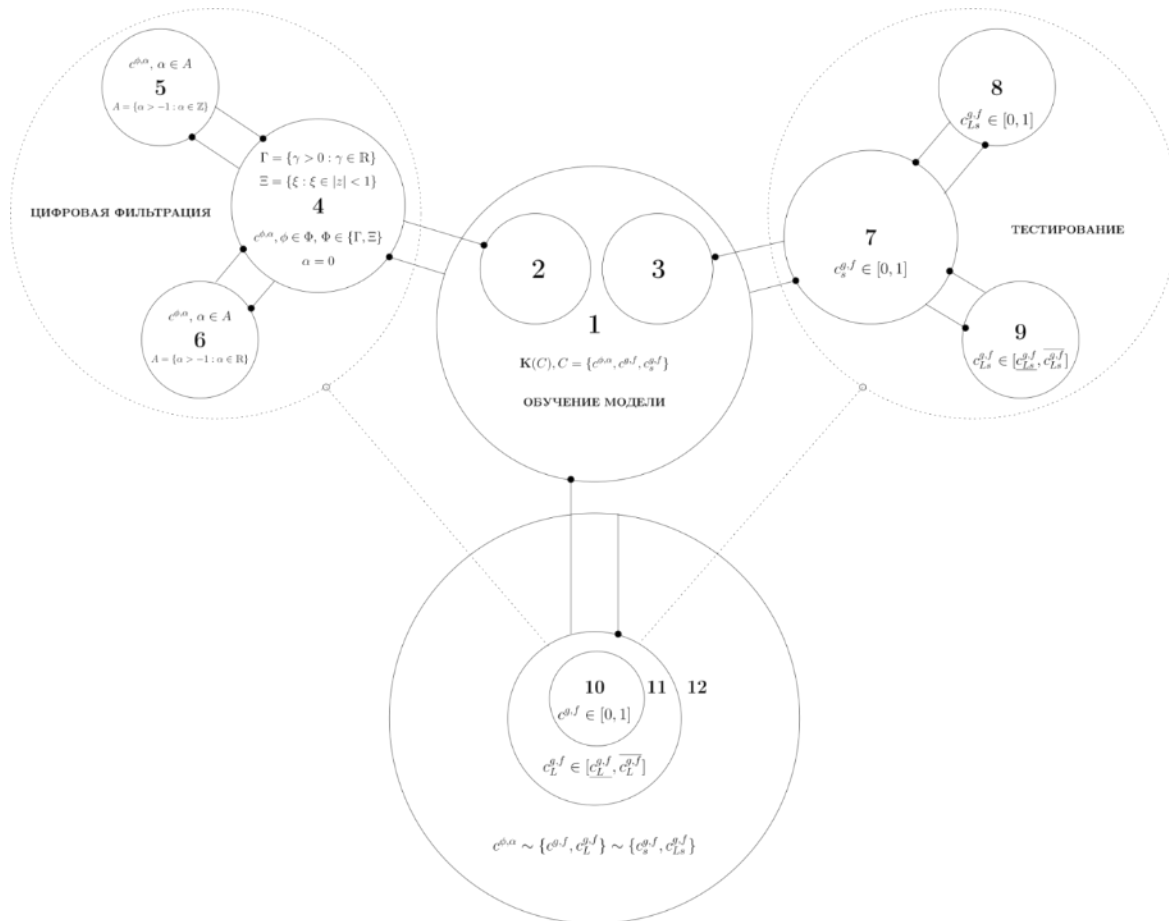 $c^{\phi,\alpha}, \alpha \in A$
5
$A = \{\alpha > -1 : \alpha \in \mathbb{Z}\}$
$\Gamma = \{\gamma > 0 : \gamma \in \mathbb{R}\}$
$\Xi = \{\xi : \xi \in |z| < 1\}$
4
$c^{\phi,\alpha}, \phi \in \Phi, \Phi \in \{\Gamma, \Xi\}$
$\alpha = 0$
ЦИФРОВАЯ ФИЛЬТРАЦИЯ
$c^{\phi,\alpha}, \alpha \in A$
6
$A = \{\alpha > -1 : \alpha \in \mathbb{R}\}$
2
3
1
$\mathbf{K}(C), C = \{c^{\phi,\alpha}, c^{g,f}, c_s^{g,f}\}$
ОБУЧЕНИЕ МОДЕЛИ
8
$c_{Ls}^{g,f} \in [0, 1]$
7
$c_s^{g,f} \in [0, 1]$
ТЕСТИРОВАНИЕ
9
$c_{Ls}^{g,f} \in [\underline{c_{Ls}^{g,f}}, \overline{c_{Ls}^{g,f}}]$
10
11
12
$c^{g,f} \in [0, 1]$
$c_L^{g,f} \in [\underline{c_L^{g,f}}, \overline{c_L^{g,f}}]$
$c^{\phi,\alpha} \sim \{c^{g,f}, c_L^{g,f}\} \sim \{c_s^{g,f}, c_{Ls}^{g,f}\}$